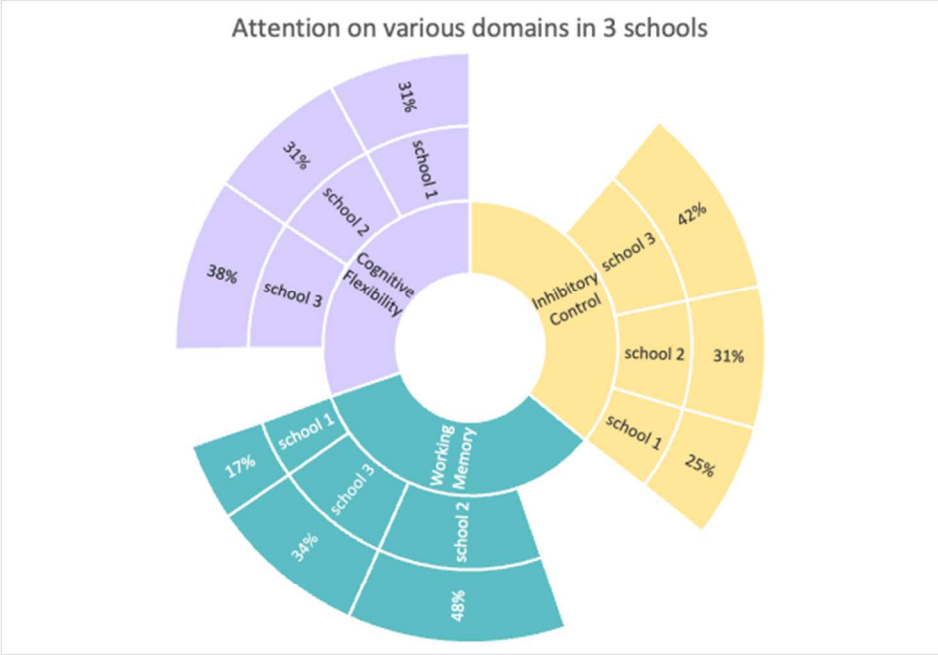 Attention on various domains in 3 schools
31%
school 1
31%
school 2
38%
school 3
Cognitive
Flexibility
42%
school 3
Inhibitory
Control
school 2
31%
school 1
25%
Working
Memory
school 1
17%
school 3
34%
school 2
48%